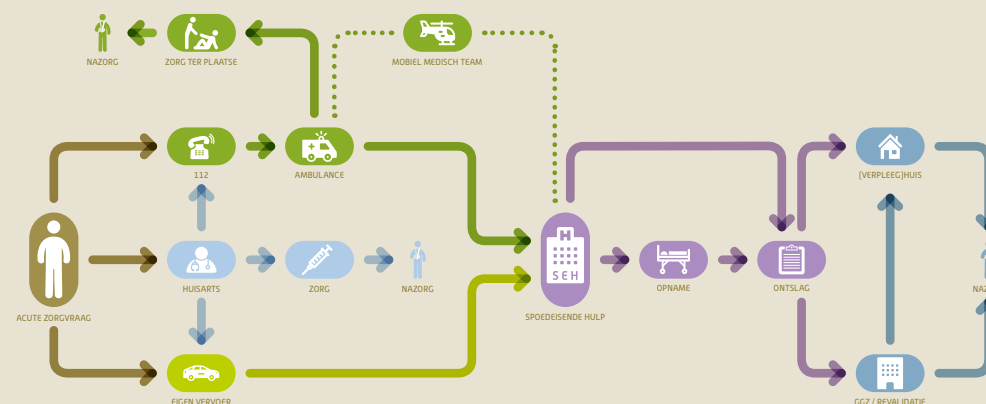 NAZORG
ZORG TER PLAATSE
MOBIEL MEDISCH TEAM
112
AMBULANCE
(VERPLEEG)HUIS
H
SEH
ACUTE ZORGVRAAG
HUISARTS
ZORG
NAZORG
SPOEDEISENDE HULP
OPNAME
ONTSLAG
NAZ
EIGEN VERVOER
GGZ / REVALIDATIE